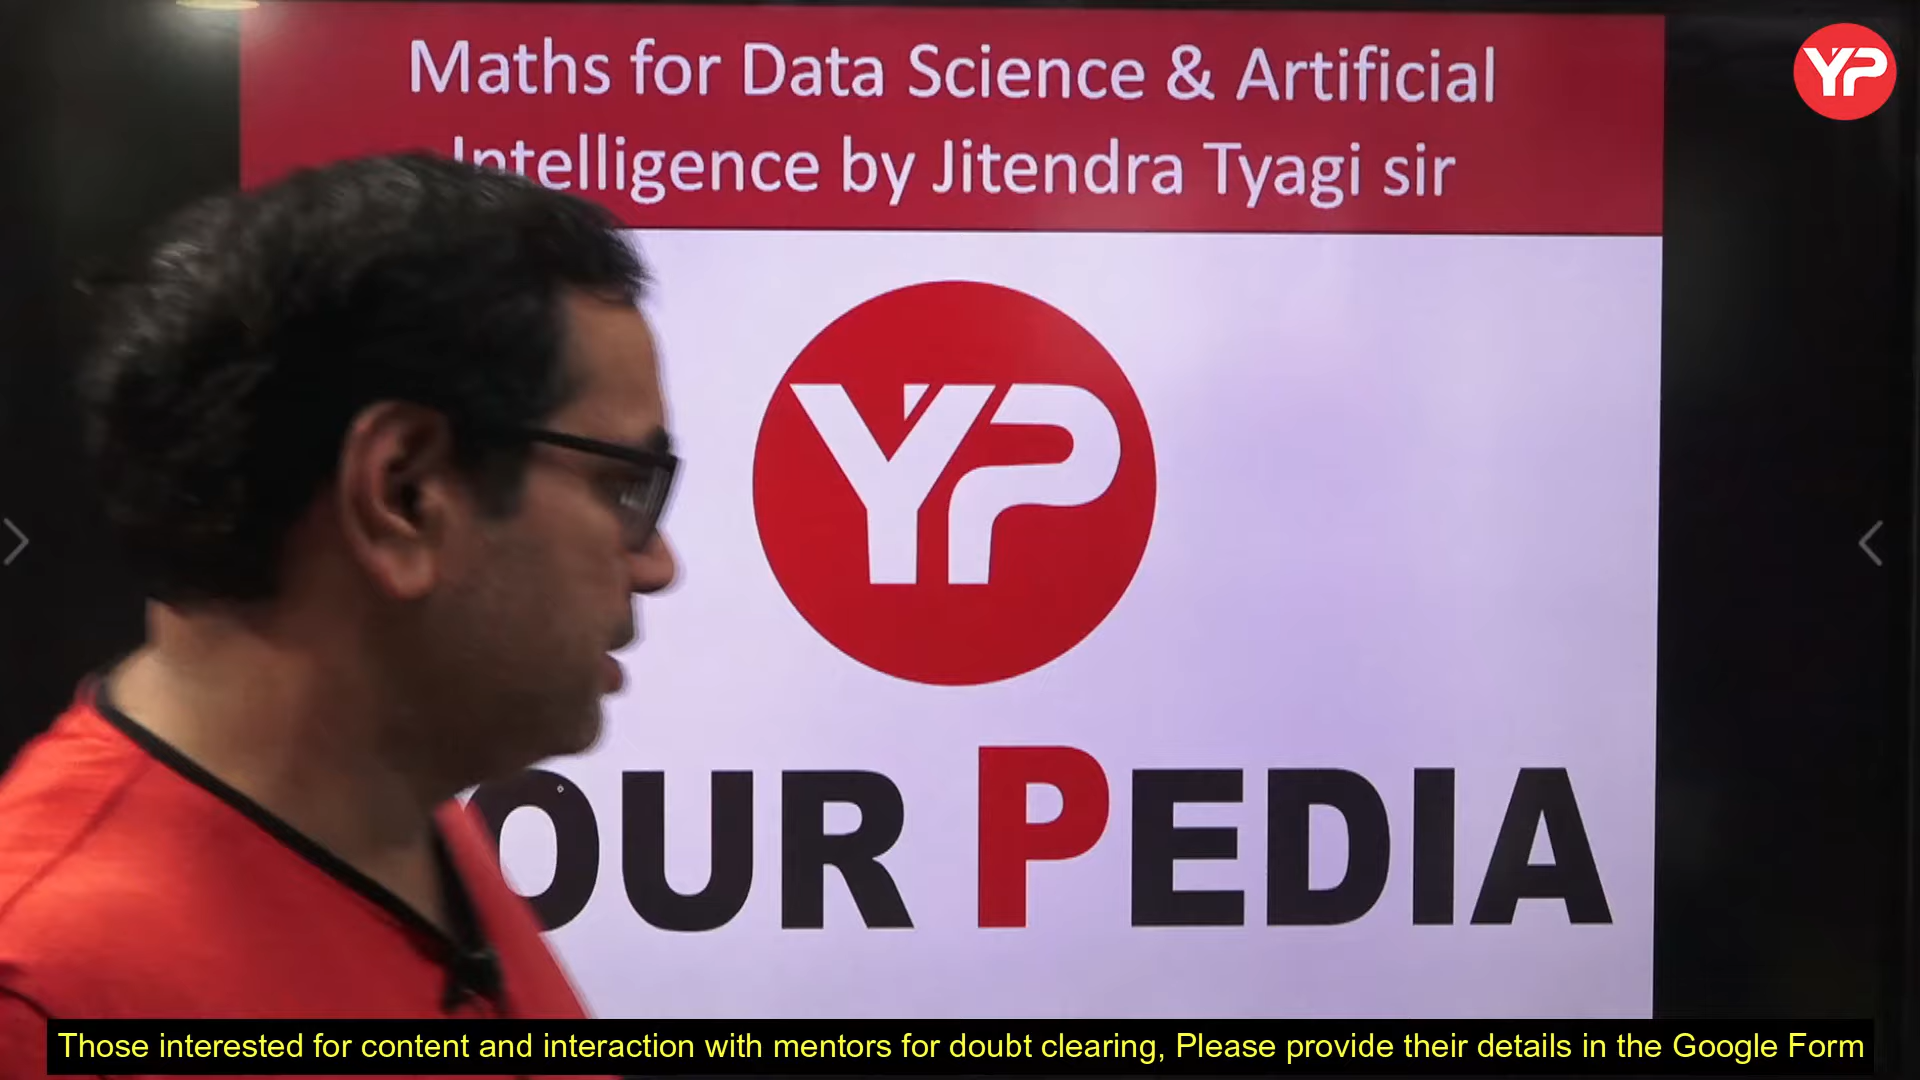 Maths for Data Science & Artificial
YP
Intelligence by Jitendra Tyagi sir
YP
OUR PEDIA
Those interested for content and interaction with mentors for doubt clearing, Please provide their details in the Google Form